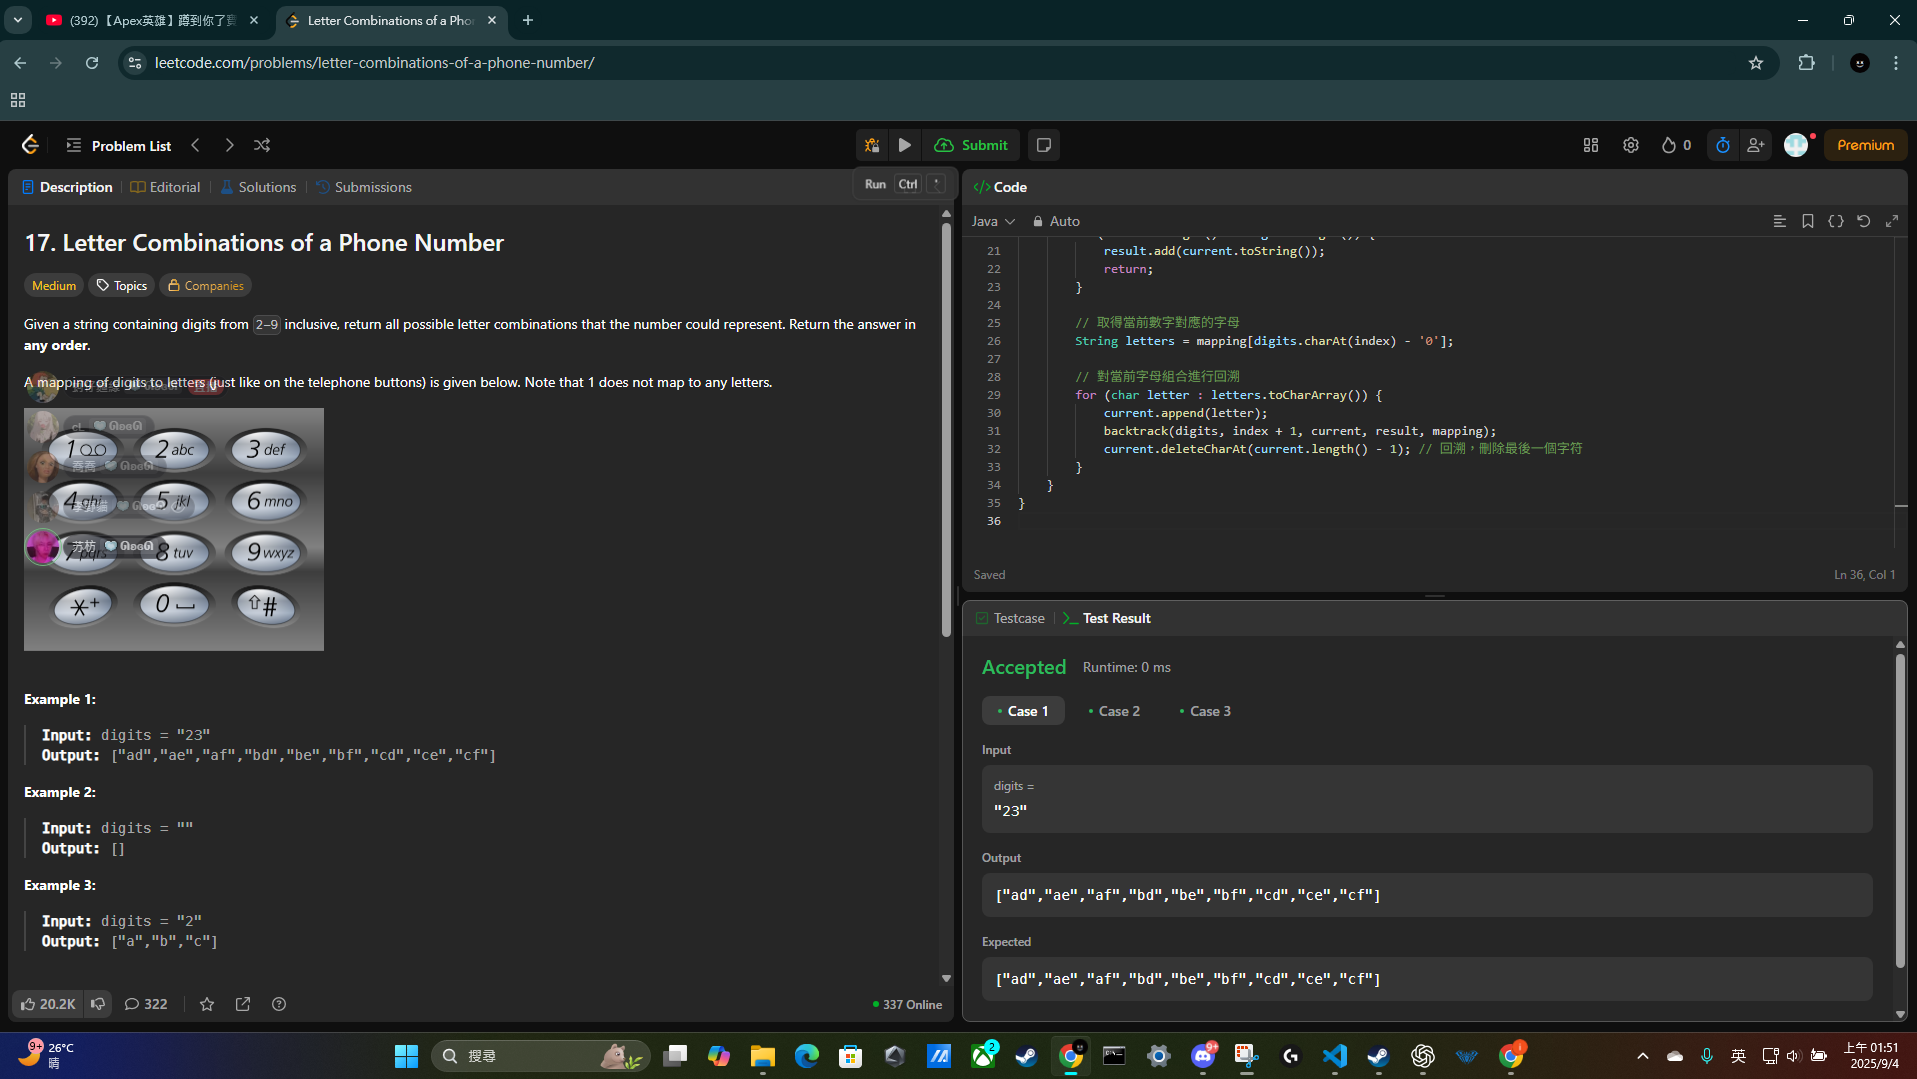 (392)【Apex英雄】蹲到你了寶
Letter Combinations of a Phon
leetcode.com/problems/letter-combinations-of-a-phone-number/
Problem List
Submit
0
Premium
Description
Editorial
Solutions
Submissions
Run Ctrl '
Code
Java
Auto
17. Letter Combinations of a Phone Number
Medium
Topics
Companies
Given a string containing digits from 2-9 inclusive, return all possible letter combinations that the number could represent. Return the answer in
any order.
A mapping of digits to letters (just like on the telephone buttons) is given below. Note that 1 does not map to any letters.
1 2 abc 3 def
4 ghi 5 jkl 6 mno
7 pqrs 8 tuv 9 wxyz
* + 0 #
Example 1:
Input: digits = "23"
Output: ["ad","ae","af","bd","be","bf","cd","ce","cf"]
Example 2:
Input: digits = ""
Output: []
Example 3:
Input: digits = "2"
Output: ["a","b","c"]
20.2K
322
337 Online
21 result.add(current.toString());
22 return;
23 }
24
25 // 取得當前數字對應的字母
26 String letters = mapping[digits.charAt(index) - '0'];
27
28 // 對當前字母組合進行回溯
29 for (char letter : letters.toCharArray()) {
30 current.append(letter);
31 backtrack(digits, index + 1, current, result, mapping);
32 current.deleteCharAt(current.length() - 1); // 回溯，刪除最後一個字符
33 }
34 }
35 }
36
Saved
Ln 36, Col 1
Testcase
Test Result
Accepted Runtime: 0 ms
Case 1
Case 2
Case 3
Input
digits =
"23"
Output
["ad","ae","af","bd","be","bf","cd","ce","cf"]
Expected
["ad","ae","af","bd","be","bf","cd","ce","cf"]
9+
26°C
晴
搜尋
2
9+
英
上午 01:51
2025/9/4